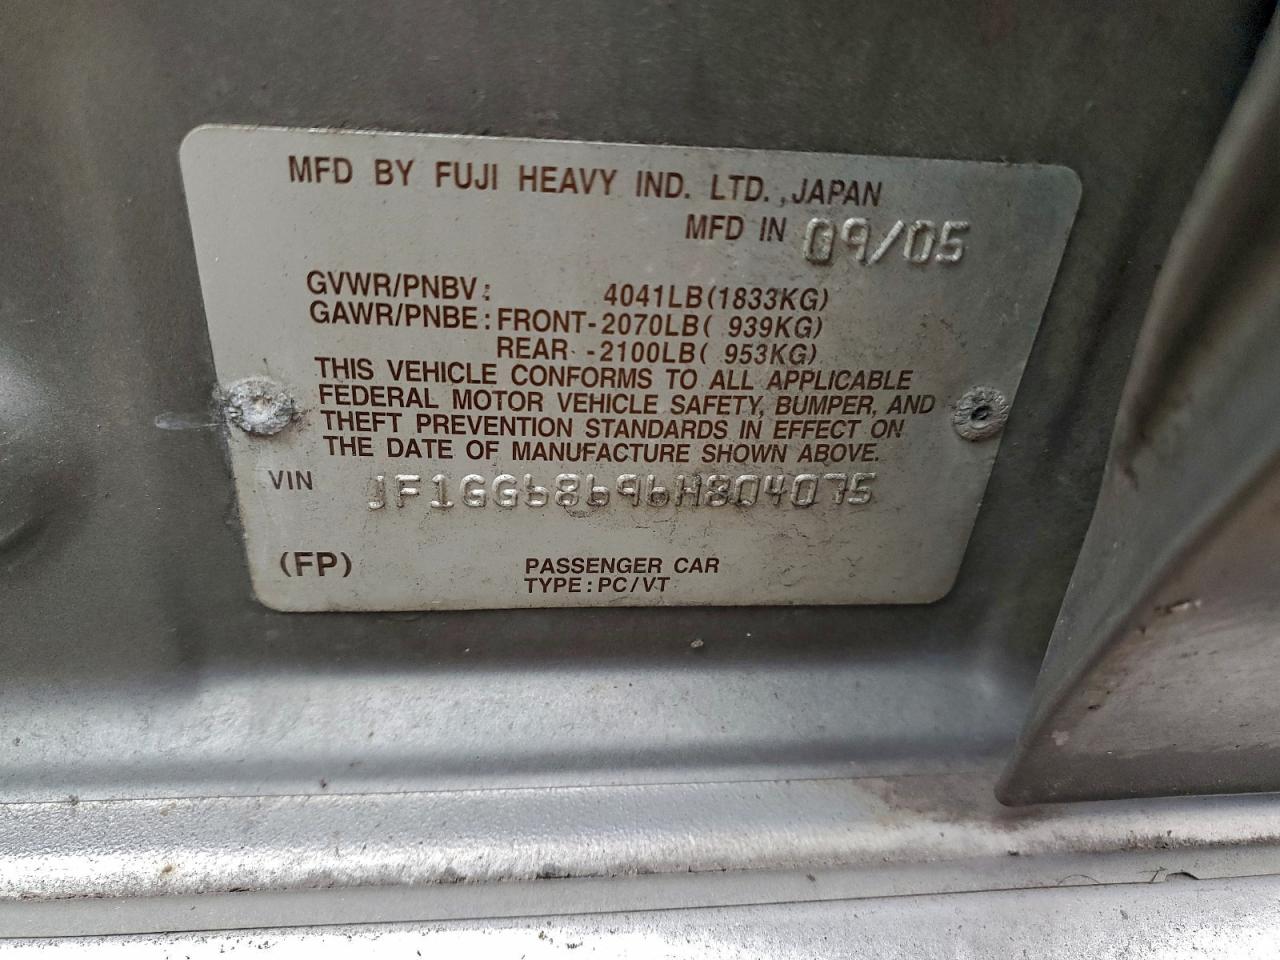 MFD BY FUJI HEAVY IND. LTD., JAPAN
MFD IN 09/05
GVWR/PNBV: 4041LB(1833KG)
GAWR/PNBE: FRONT-2070LB( 939KG)
REAR -2100LB( 953KG)
THIS VEHICLE CONFORMS TO ALL APPLICABLE
FEDERAL MOTOR VEHICLE SAFETY, BUMPER, AND
THEFT PREVENTION STANDARDS IN EFFECT ON
THE DATE OF MANUFACTURE SHOWN ABOVE.
VIN JF1GG68696H804075
(FP) PASSENGER CAR
TYPE: PC/VT